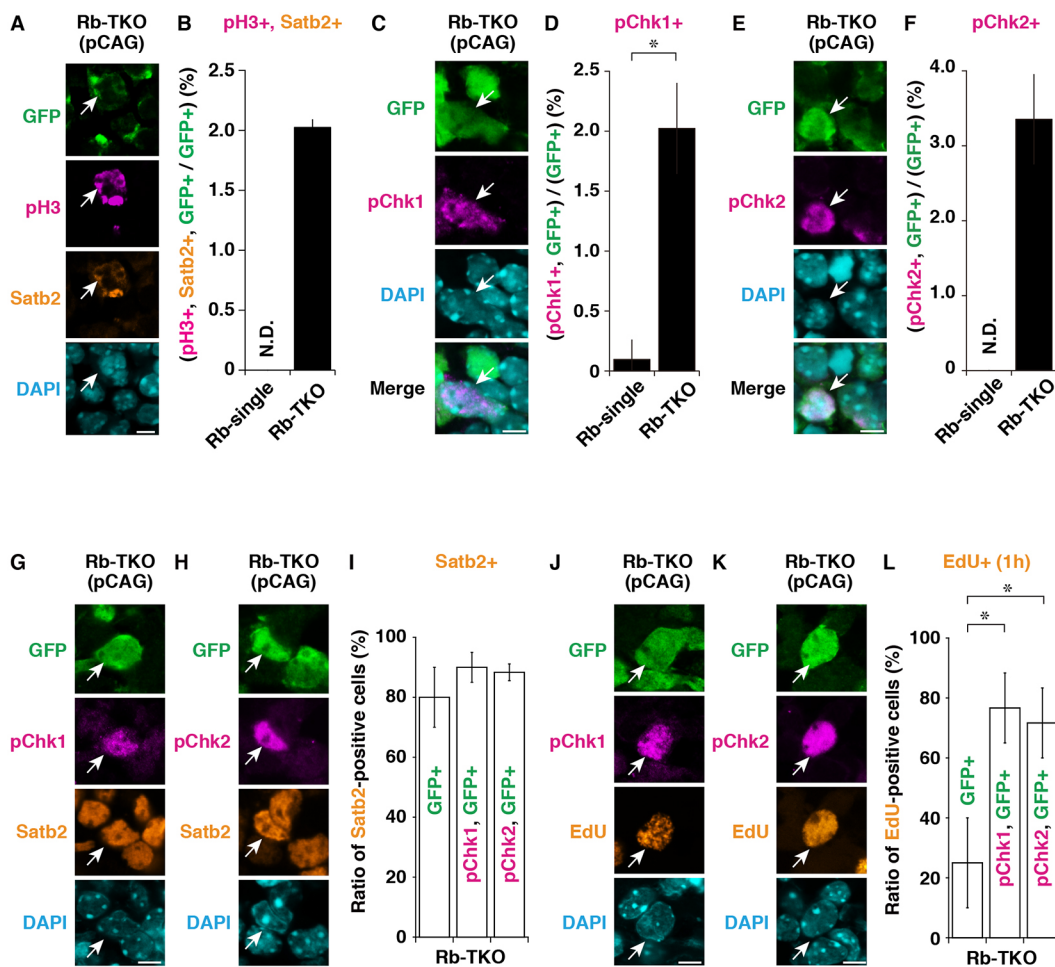 A
Rb-TKO
(pCAG)
GFP
pH3
Satb2
DAPI
B
pH3+, Satb2+
(pH3+, Satb2+, GFP+ / GFP+) (%)
2.5
2.0
1.5
1.0
0.5
0
N.D.
Rb-single
Rb-TKO
C
Rb-TKO
(pCAG)
GFP
pChk1
DAPI
Merge
D
pChk1+
*
(pChk1+, GFP+) / (GFP+) (%)
2.5
2.0
1.5
1.0
0.5
0
Rb-single
Rb-TKO
E
Rb-TKO
(pCAG)
GFP
pChk2
DAPI
Merge
F
pChk2+
(pChk2+, GFP+) / (GFP+) (%)
4.0
3.0
2.0
1.0
0
N.D.
Rb-single
Rb-TKO
G
Rb-TKO
(pCAG)
GFP
pChk1
Satb2
DAPI
H
Rb-TKO
(pCAG)
GFP
pChk2
Satb2
DAPI
I
Satb2+
Ratio of Satb2-positive cells (%)
100
80
60
40
20
0
GFP+
pChk1, GFP+
pChk2, GFP+
Rb-TKO
J
Rb-TKO
(pCAG)
GFP
pChk1
EdU
DAPI
K
Rb-TKO
(pCAG)
GFP
pChk2
EdU
DAPI
L
EdU+ (1h)
*
*
Ratio of EdU-positive cells (%)
100
80
60
40
20
0
GFP+
pChk1, GFP+
pChk2, GFP+
Rb-TKO